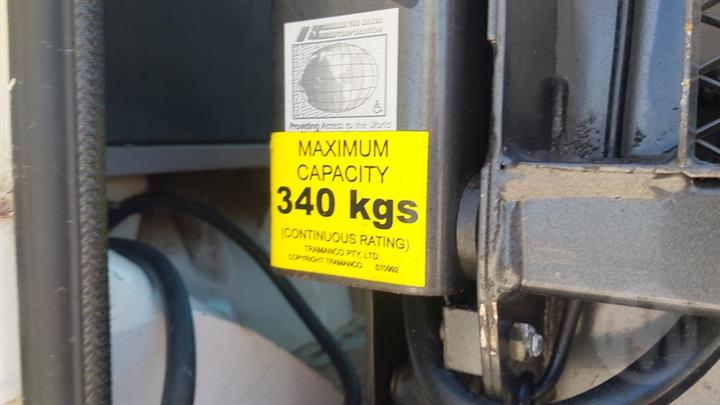 THE BRAUN
CORPORATION
Providing Access to the World
MAXIMUM
CAPACITY
340 kgs
(CONTINUOUS RATING)
TRAMANCO PTY. LTD.
COPYRIGHT TRAMANCO 070992